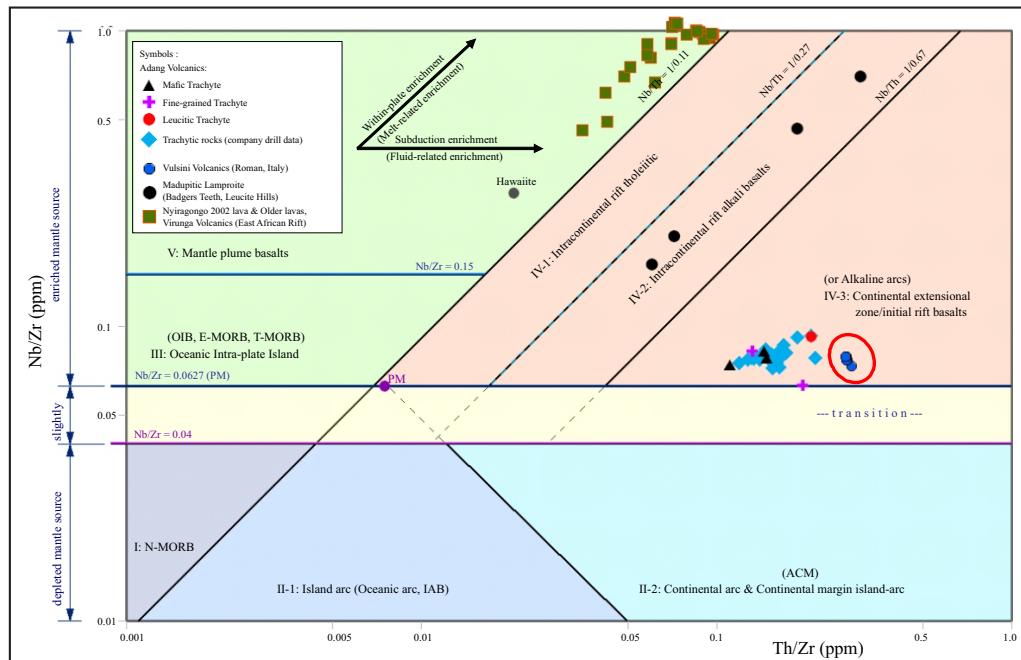 1.0
0.5
0.1
0.05
0.01
Nb/Zr (ppm)
enriched mantle source
slightly
depleted mantle source
Symbols :
Adang Volcanics:
Mafic Trachyte
Fine-grained Trachyte
Leucitic Trachyte
Trachytic rocks (company drill data)
Vulsini Volcanics (Roman, Italy)
Madupitic Lamproite
(Badgers Teeth, Leucite Hills)
Nyiragongo 2002 lava & Older lavas,
Virunga Volcanics (East African Rift)
Within-plate enrichment
(Melt-related enrichment)
Subduction enrichment
(Fluid-related enrichment)
Hawaiite
Nb/Th = 1/0.11
Nb/Th = 1/0.27
Nb/Th = 1/0.67
IV-1: Intracontinental rift tholeiitic
IV-2: Intracontinental rift alkali basalts
(or Alkaline arcs)
IV-3: Continental extensional
zone/initial rift basalts
V: Mantle plume basalts
Nb/Zr = 0.15
(OIB, E-MORB, T-MORB)
III: Oceanic Intra-plate Island
Nb/Zr = 0.0627 (PM)
PM
--- t r a n s i t i o n ---
Nb/Zr = 0.04
I: N-MORB
II-1: Island arc (Oceanic arc, IAB)
(ACM)
II-2: Continental arc & Continental margin island-arc
0.001
0.005
0.01
0.05
0.1
0.5
1.0
Th/Zr (ppm)